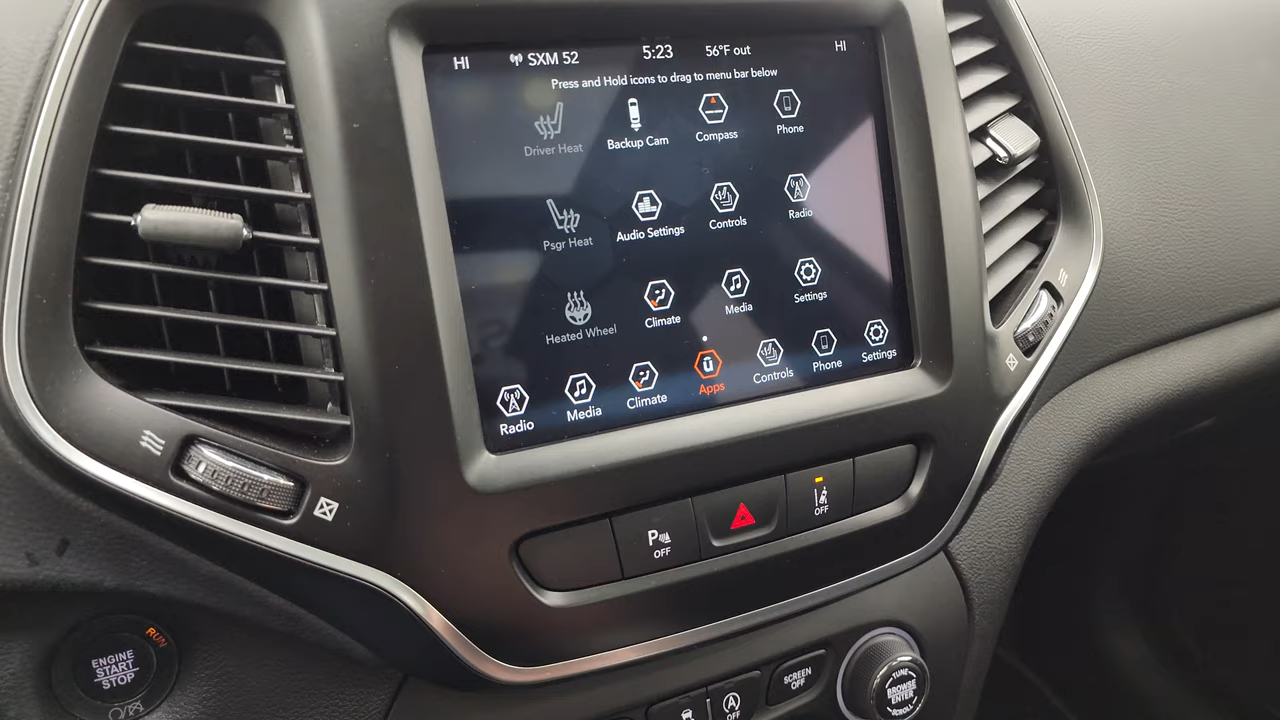 HI
SXM 52
5:23
56°F out
HI
Press and Hold icons to drag to menu bar below
Driver Heat
Backup Cam
Compass
Phone
Psgr Heat
Audio Settings
Controls
Radio
Heated Wheel
Climate
Media
Settings
Radio
Media
Climate
Apps
Controls
Phone
Settings
P
OFF
OFF
RUN
ENGINE
START
STOP
A
OFF
SCREEN
OFF
TUNE
BROWSE
ENTER
SCROLL